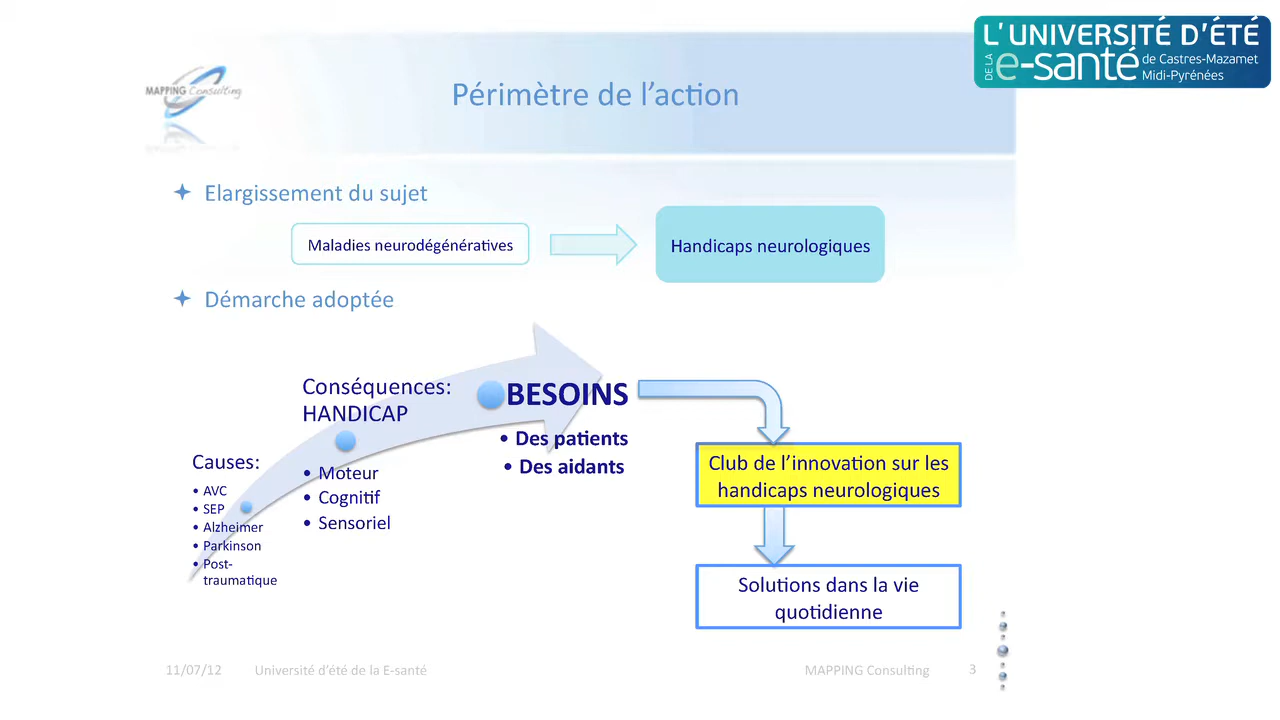 L'UNIVERSITÉ D'ÉTÉ
DE LA e-santé de Castres-Mazamet
Midi-Pyrénées
MAPPING Consulting
Périmètre de l'action
Elargissement du sujet
Maladies neurodégénératives
Handicaps neurologiques
Démarche adoptée
Causes:
• AVC
• SEP
• Alzheimer
• Parkinson
• Post-
traumatique
Conséquences:
HANDICAP
• Moteur
• Cognitif
• Sensoriel
BESOINS
• Des patients
• Des aidants
Club de l'innovation sur les
handicaps neurologiques
Solutions dans la vie
quotidienne
11/07/12 Université d'été de la E-santé MAPPING Consulting 3